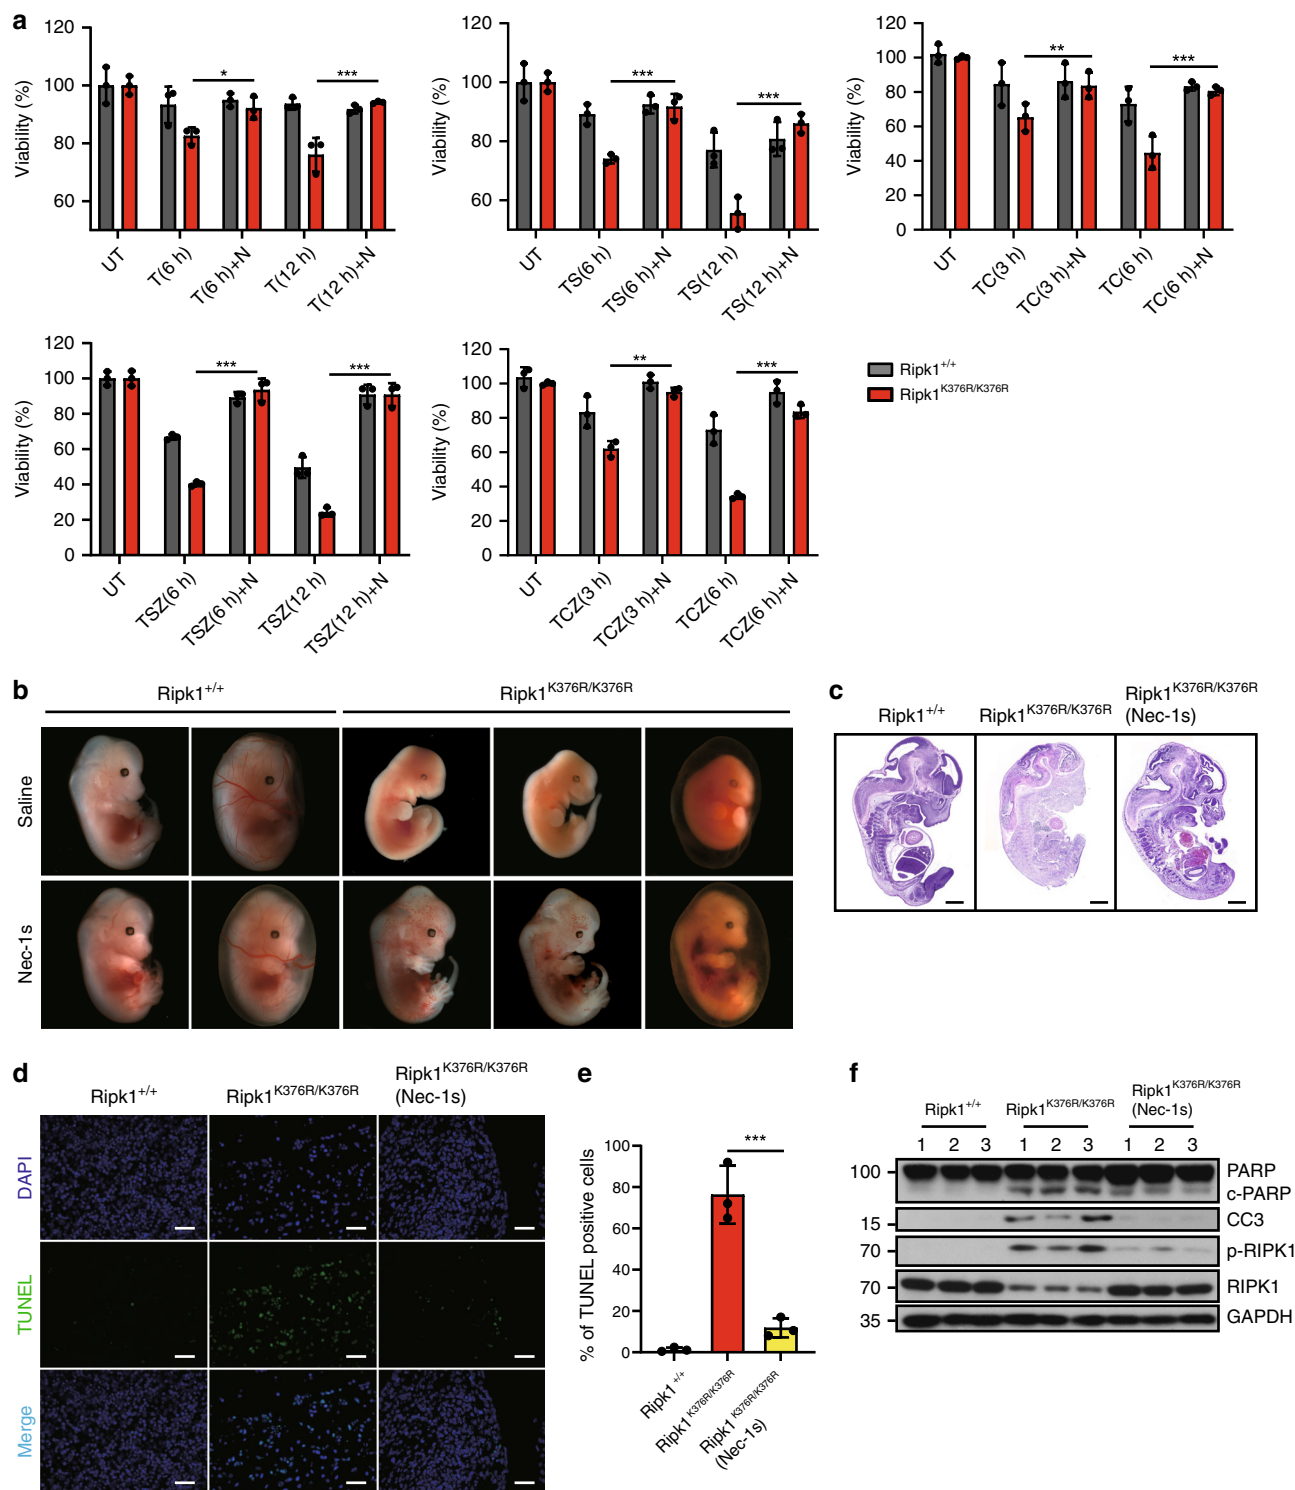 a
120
100
80
60
Viability (%)
* ***
UT T(6 h) T(6 h)+N T(12 h) T(12 h)+N
120
100
80
60
Viability (%)
*** ***
UT TS(6 h) TS(6 h)+N TS(12 h) TS(12 h)+N
120
100
80
60
40
20
0
Viability (%)
** ***
UT TC(3 h) TC(3 h)+N TC(6 h) TC(6 h)+N
120
100
80
60
40
20
0
Viability (%)
*** ***
UT TSZ(6 h) TSZ(6 h)+N TSZ(12 h) TSZ(12 h)+N
120
100
80
60
40
20
0
Viability (%)
** ***
UT TCZ(3 h) TCZ(3 h)+N TCZ(6 h) TCZ(6 h)+N
Ripk1+/+
Ripk1K376R/K376R
b
Ripk1+/+ Ripk1K376R/K376R
Saline
Nec-1s
c
Ripk1+/+ Ripk1K376R/K376R Ripk1K376R/K376R
(Nec-1s)
d
Ripk1+/+ Ripk1K376R/K376R Ripk1K376R/K376R
(Nec-1s)
DAPI
TUNEL
Merge
e
100
80
60
40
20
0
% of TUNEL positive cells
***
Ripk1+/+
Ripk1K376R/K376R
Ripk1K376R/K376R
(Nec-1s)
f
Ripk1+/+ Ripk1K376R/K376R Ripk1K376R/K376R
(Nec-1s)
1 2 3 1 2 3 1 2 3
100 PARP
c-PARP
15 CC3
70 p-RIPK1
70 RIPK1
35 GAPDH